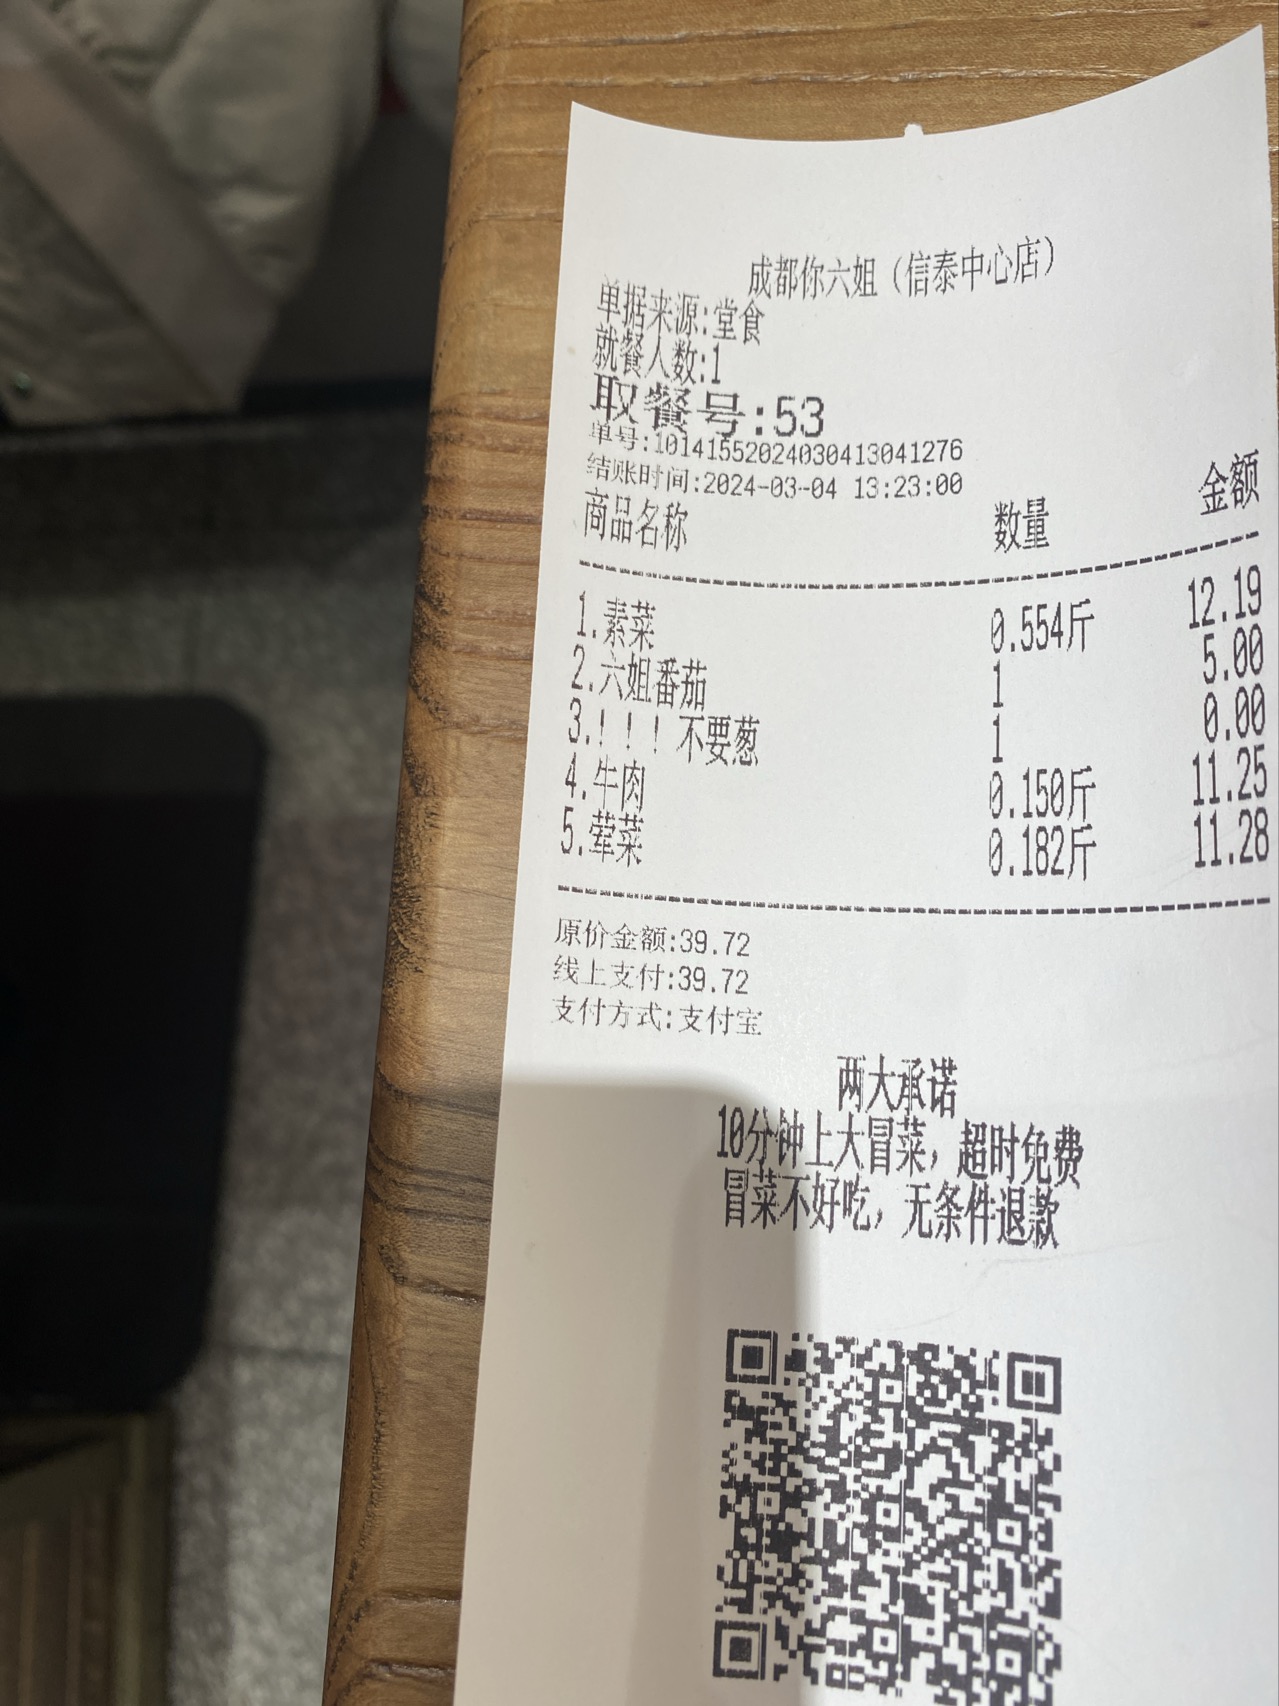 成都你六姐（信泰中心店）
单据来源:堂食
就餐人数:1
取餐号:53
单号:10141552024030413041276
结账时间:2024-03-04 13:23:00
商品名称 数量 金额
1.素菜 0.554斤 12.19
2.六姐番茄 1 5.00
3.！！！不要葱 1 0.00
4.牛肉 0.150斤 11.25
5.荤菜 0.182斤 11.28
原价金额:39.72
线上支付:39.72
支付方式:支付宝
两大承诺
10分钟上大冒菜，超时免费
冒菜不好吃，无条件退款